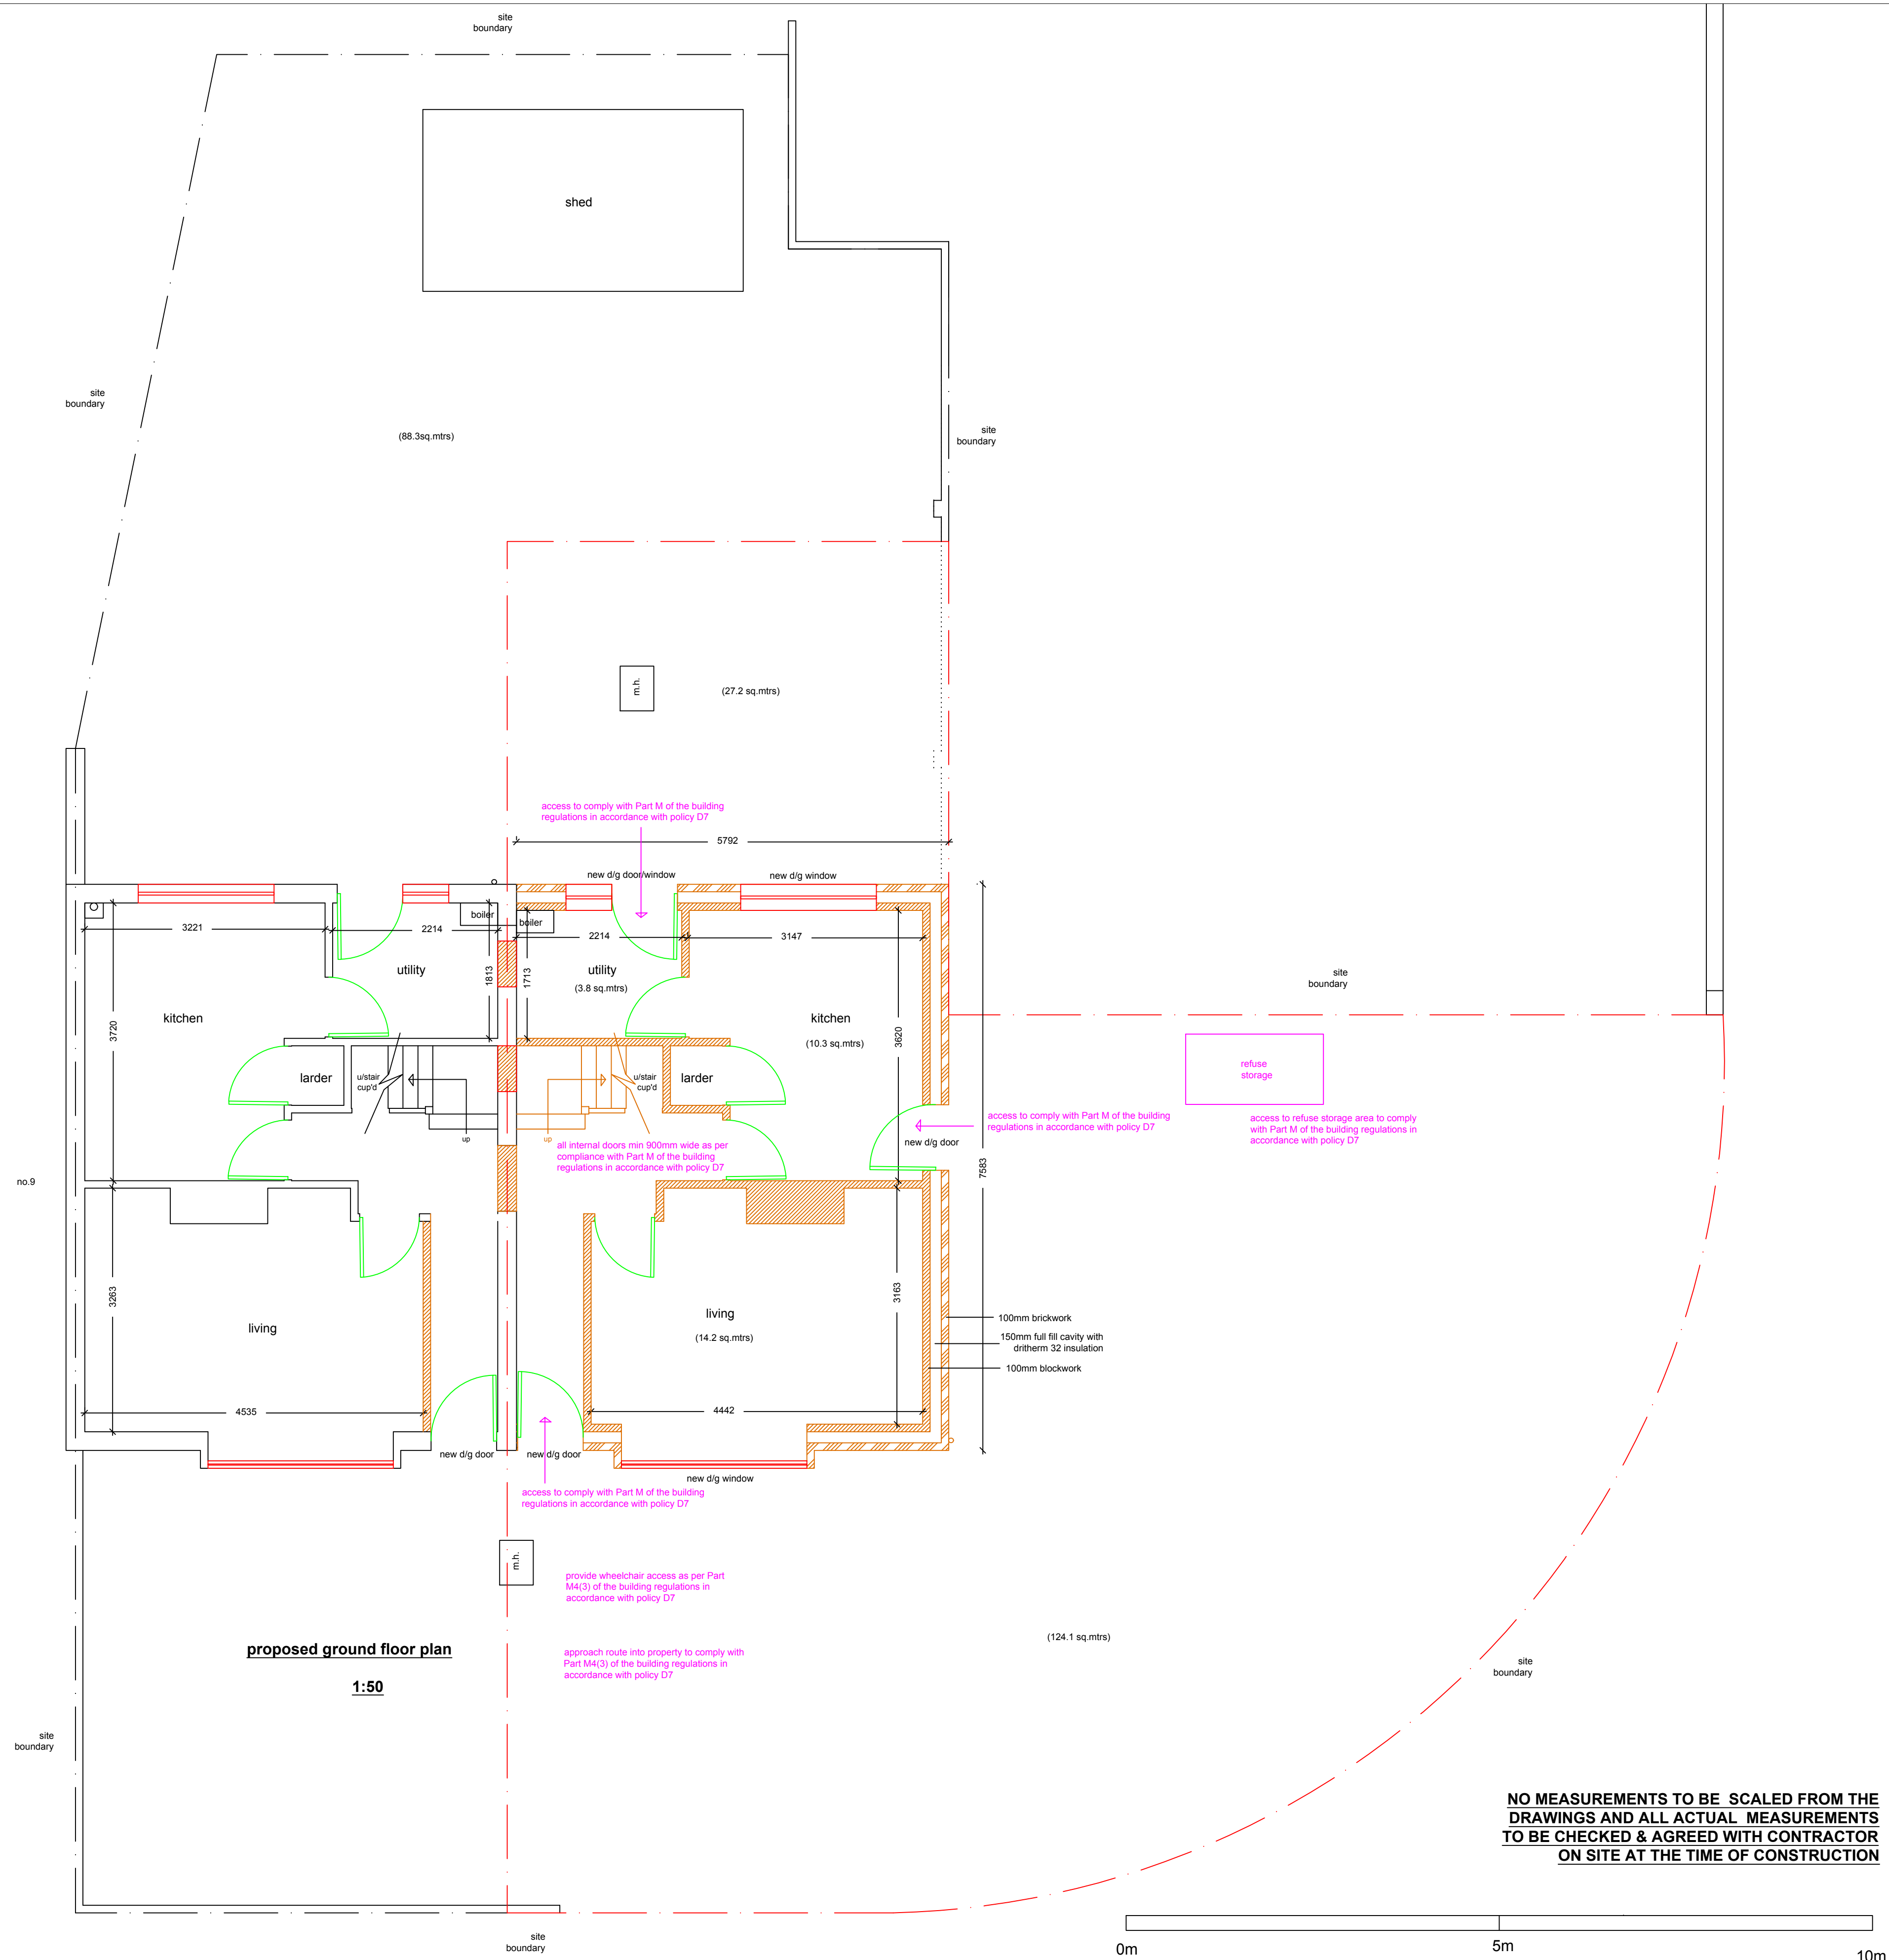 site
boundary
shed
site
boundary
(88.3sq.mtrs)
site
boundary
m.h.
(27.2 sq.mtrs)
access to comply with Part M of the building
regulations in accordance with policy D7
5792
new d/g door/window
new d/g window
boiler
boiler
3221
2214
2214
3147
utility
1813
1713
utility
(3.8 sq.mtrs)
site
boundary
kitchen
3720
kitchen
(10.3 sq.mtrs)
3620
refuse
storage
larder
u/stair
cup'd
u/stair
cup'd
larder
access to comply with Part M of the building
regulations in accordance with policy D7
access to refuse storage area to comply
with Part M of the building regulations in
accordance with policy D7
up
up
new d/g door
all internal doors min 900mm wide as per
compliance with Part M of the building
regulations in accordance with policy D7
7583
no.9
3263
3163
living
living
(14.2 sq.mtrs)
100mm brickwork
150mm full fill cavity with
dritherm 32 insulation
100mm blockwork
4535
4442
new d/g door
new d/g door
new d/g window
access to comply with Part M of the building
regulations in accordance with policy D7
m.h.
provide wheelchair access as per Part
M4(3) of the building regulations in
accordance with policy D7
(124.1 sq.mtrs)
proposed ground floor plan
1:50
approach route into property to comply with
Part M4(3) of the building regulations in
accordance with policy D7
site
boundary
site
boundary
NO MEASUREMENTS TO BE SCALED FROM THE
DRAWINGS AND ALL ACTUAL MEASUREMENTS
TO BE CHECKED & AGREED WITH CONTRACTOR
ON SITE AT THE TIME OF CONSTRUCTION
site
boundary
0m
5m
10m